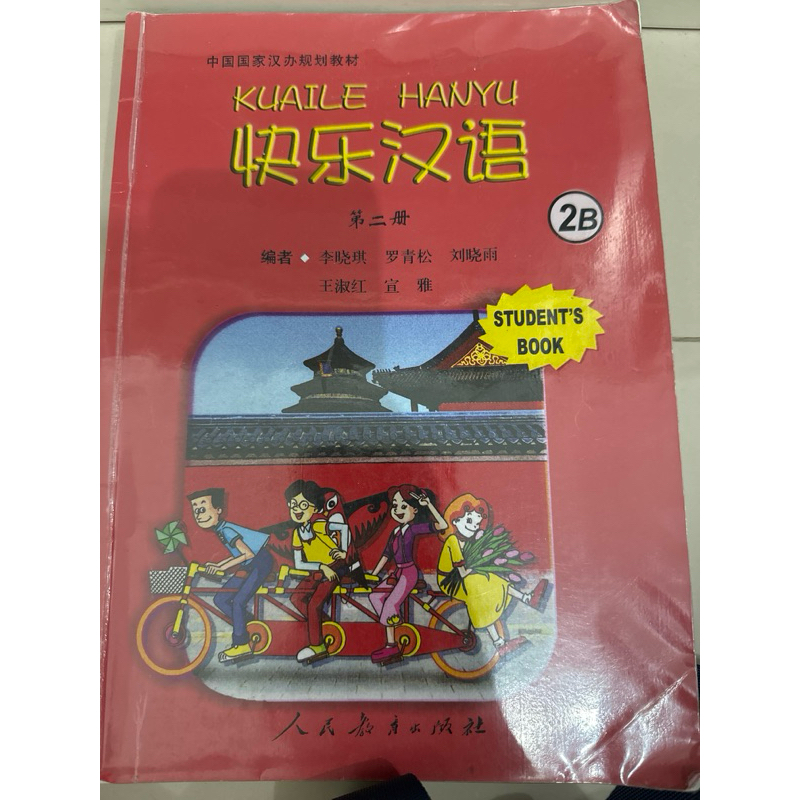 中国国家汉办规划教材
KUAILE HANYU
快乐汉语
第二册
2B
编者 ◆ 李晓琪 罗青松 刘晓雨
王淑红 宣 雅
STUDENT'S
BOOK
人民教育出版社